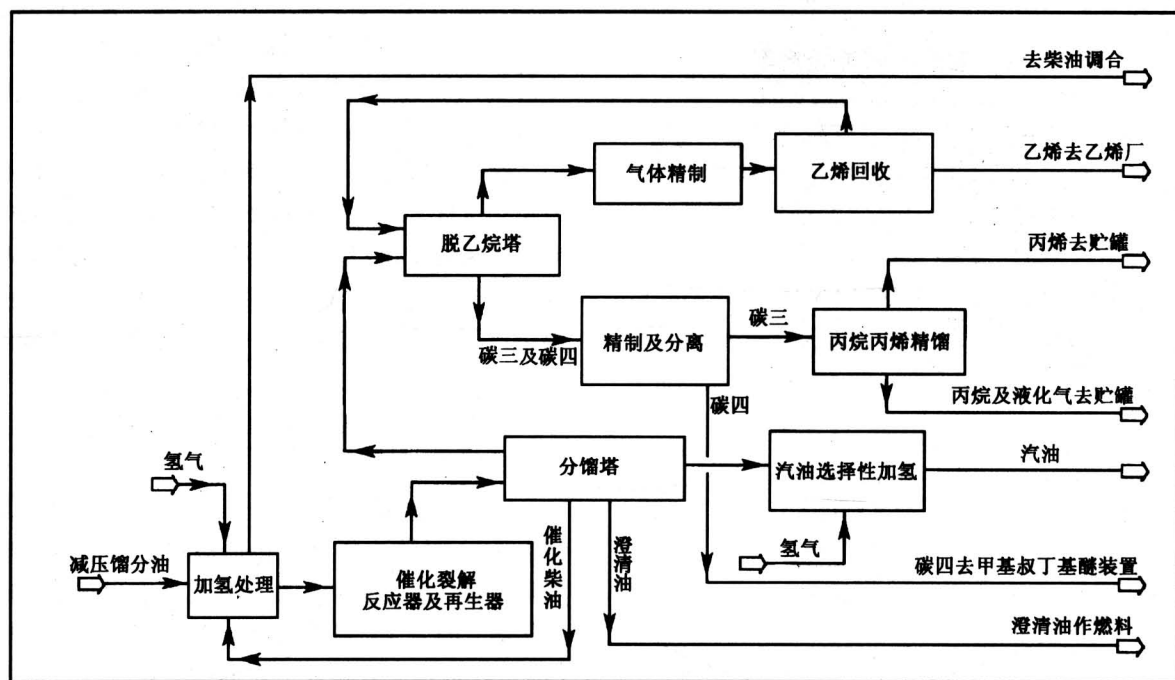 去柴油调合
乙烯去乙烯厂
气体精制
乙烯回收
脱乙烷塔
丙烯去贮罐
碳三
精制及分离
丙烷丙烯精馏
碳三及碳四
碳四
丙烷及液化气去贮罐
分馏塔
汽油选择性加氢
汽油
氢气
减压馏分油
加氢处理
催化裂解
反应器及再生器
催化柴油
澄清油
氢气
碳四去甲基叔丁基醚装置
澄清油作燃料